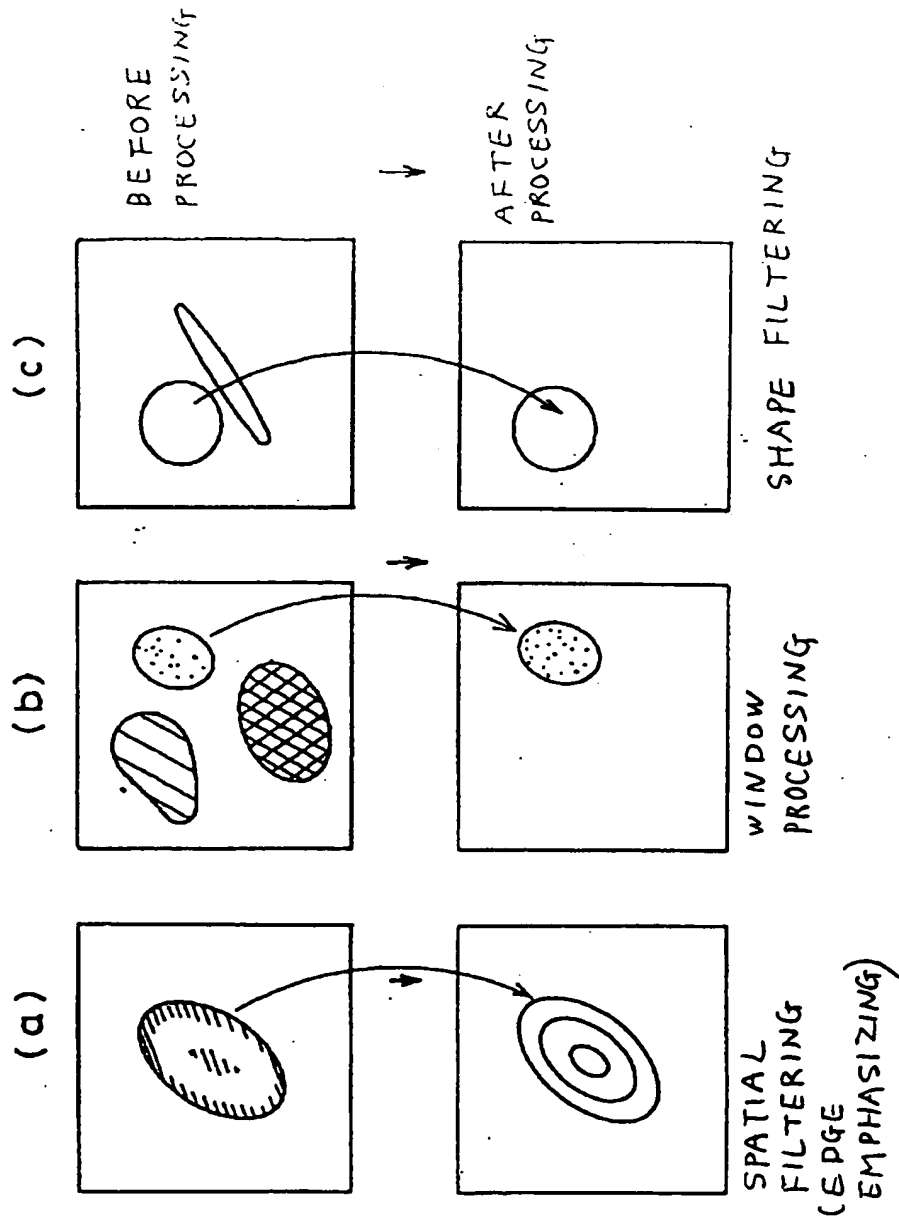 (a)
(b)
(c)
BEFORE
PROCESSING
AFTER
PROCESSING
SPATIAL
FILTERING
(EDGE
EMPHASIZING)
WINDOW
PROCESSING
SHAPE FILTERING